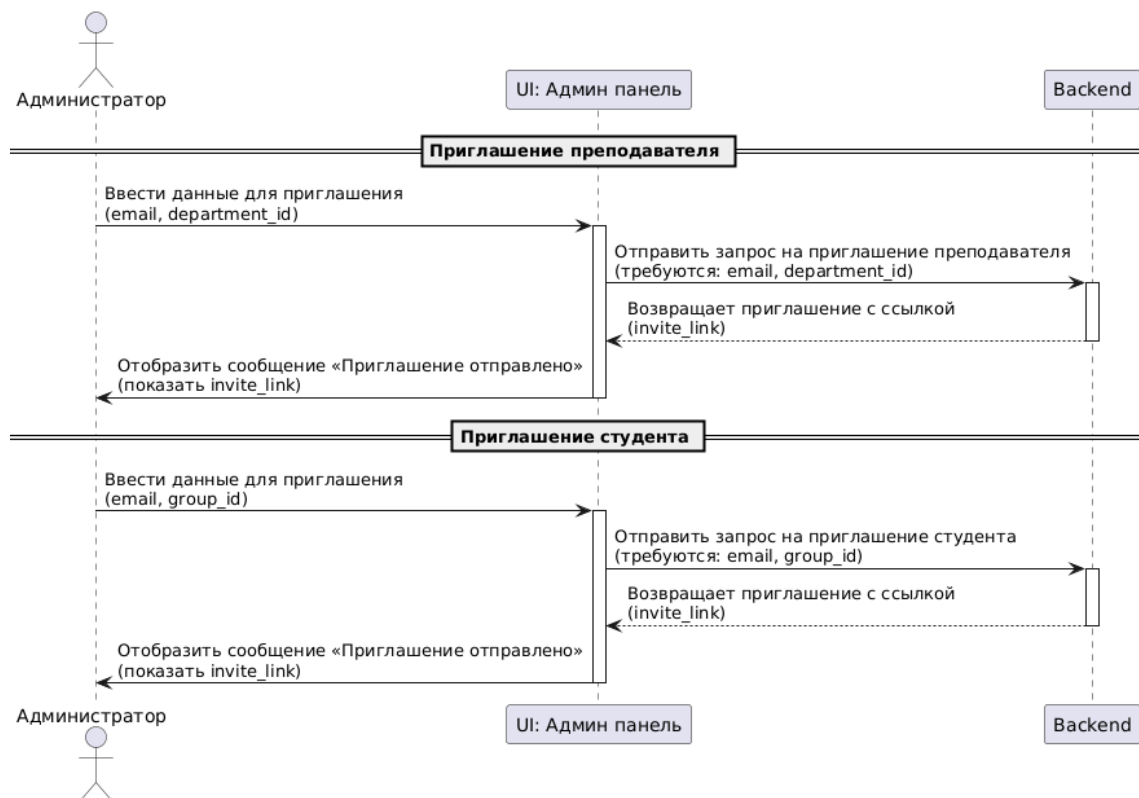 Администратор
UI: Админ панель
Backend
Приглашение преподавателя
Ввести данные для приглашения
(email, department_id)
Отправить запрос на приглашение преподавателя
(требуются: email, department_id)
Возвращает приглашение с ссылкой
(invite_link)
Отобразить сообщение «Приглашение отправлено»
(показать invite_link)
Приглашение студента
Ввести данные для приглашения
(email, group_id)
Отправить запрос на приглашение студента
(требуются: email, group_id)
Возвращает приглашение с ссылкой
(invite_link)
Отобразить сообщение «Приглашение отправлено»
(показать invite_link)
Администратор
UI: Админ панель
Backend